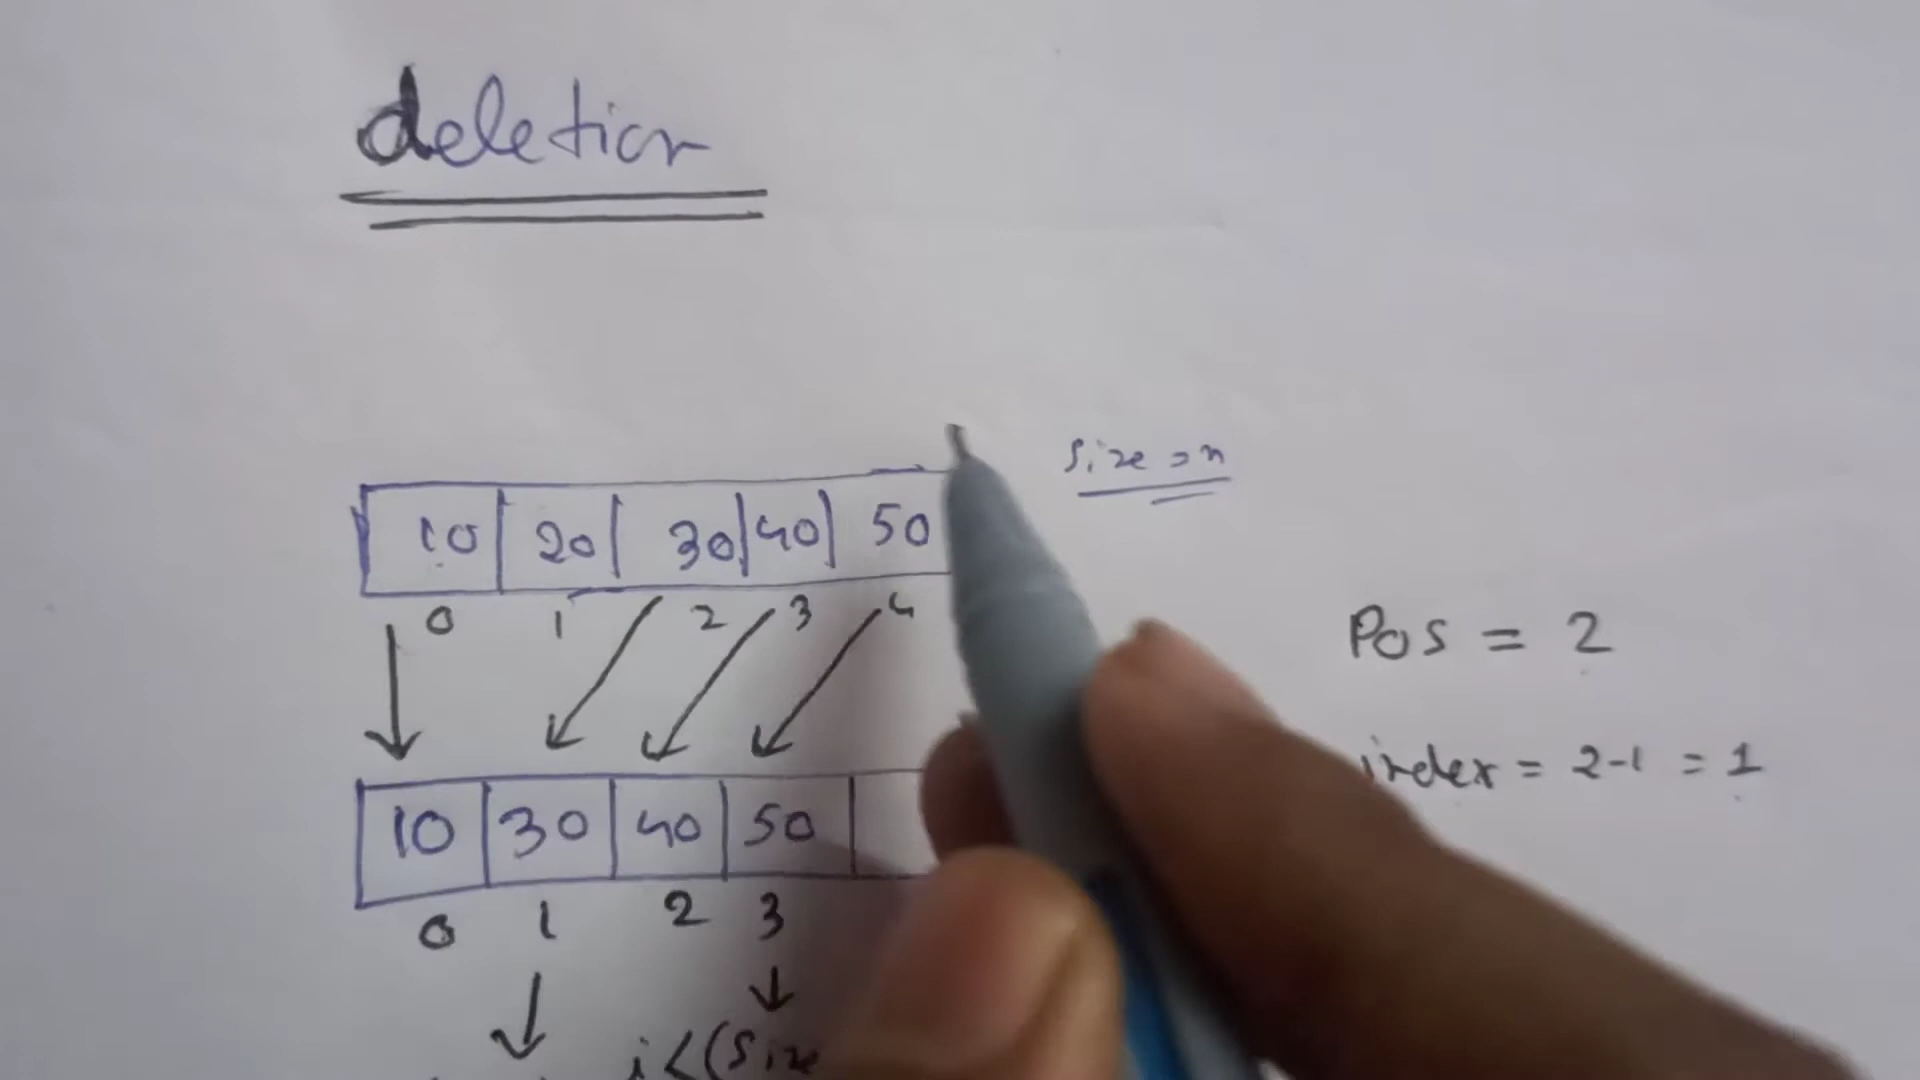 deletion
size = n
10 20 30 40 50
0 1 2 3 4
Pos = 2
index = 2-1 = 1
10 30 40 50
0 1 2 3
i<(size